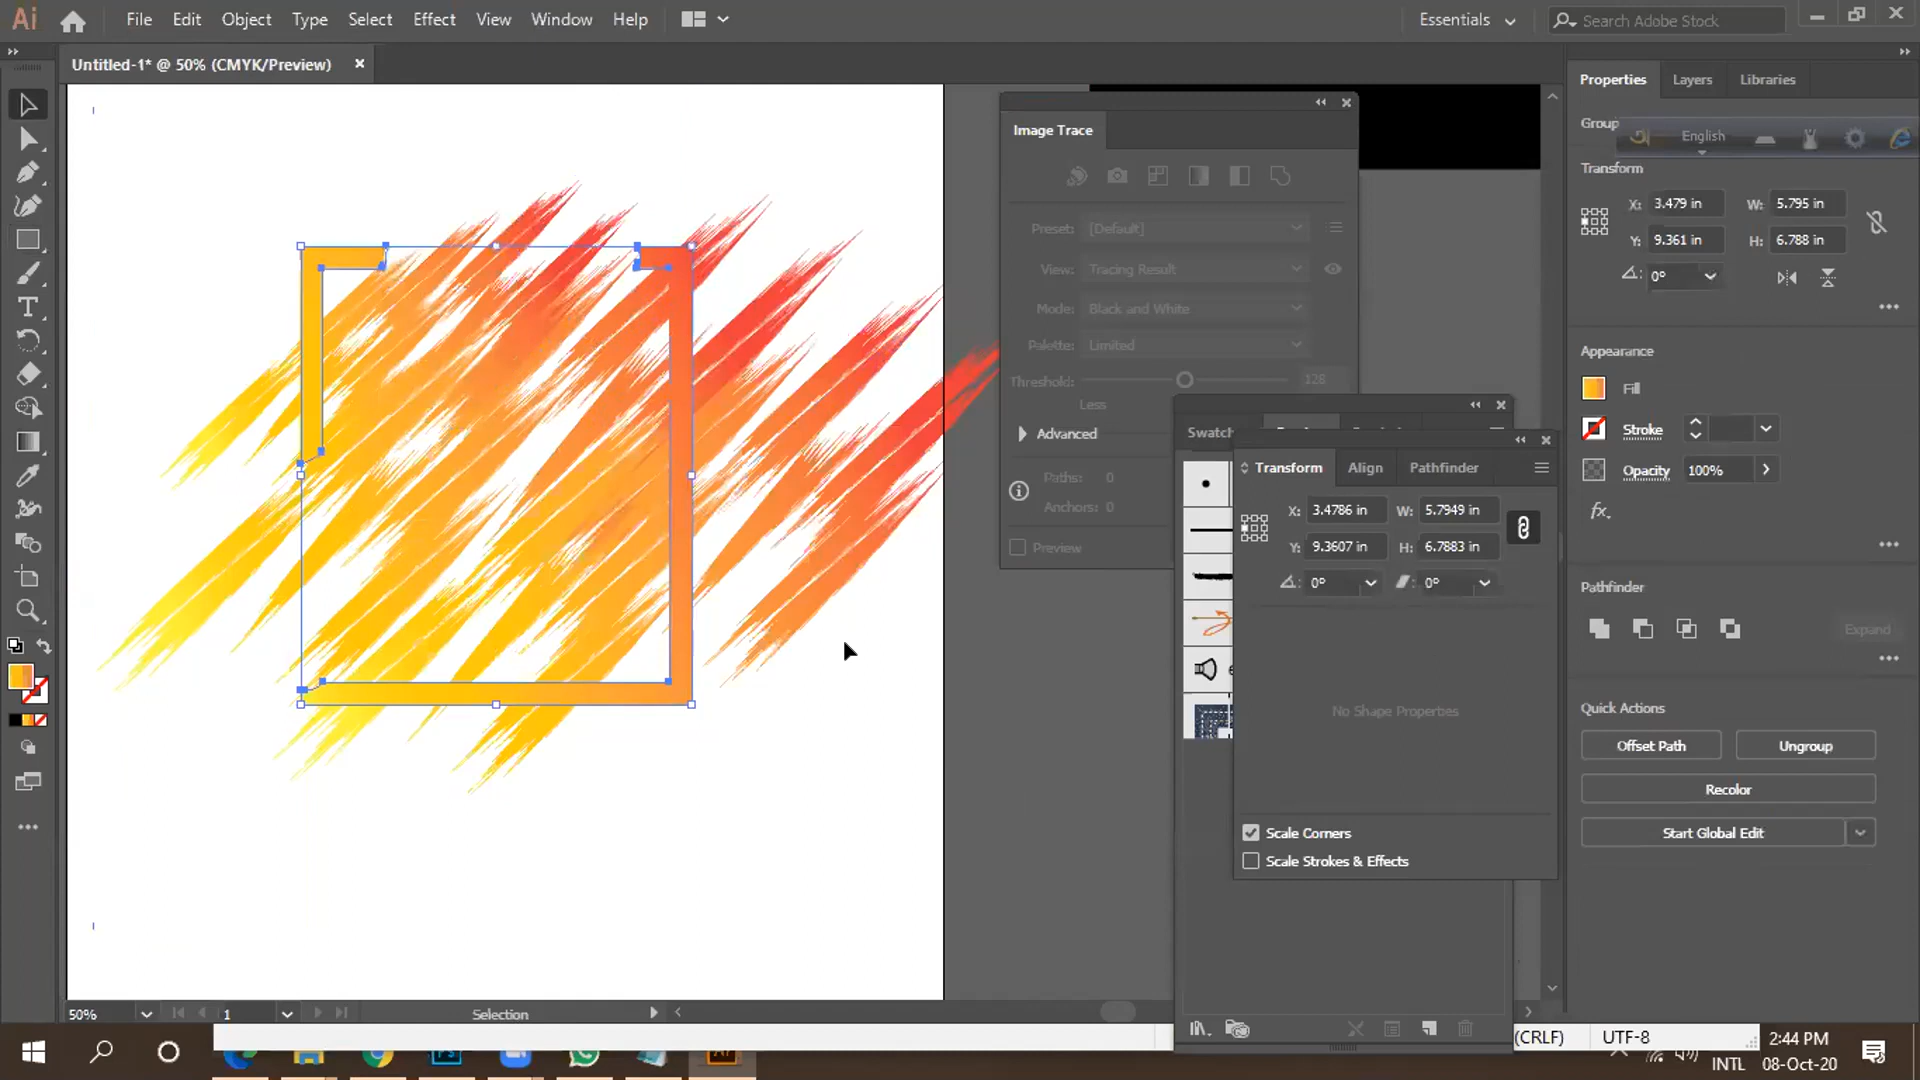 Ai File Edit Object Type Select Effect View Window Help Essentials Search Adobe Stock
Untitled-1* @ 50% (CMYK/Preview)
Properties Layers Libraries
Group
English
Transform
X: 3.479 in W: 5.795 in
Y: 9.361 in H: 6.788 in
0°
Appearance
Fill
Stroke
Opacity 100%
fx.
Pathfinder
Expand
Quick Actions
Offset Path Ungroup
Recolor
Start Global Edit
Image Trace
Preset: [Default]
View: Tracing Result
Mode: Black and White
Palette: Limited
Threshold: 128
Less
Advanced
Paths: 0
Anchors: 0
Preview
Swatch
Transform Align Pathfinder
X: 3.4786 in W: 5.7949 in
Y: 9.3607 in H: 6.7883 in
0° 0°
No Shape Properties
Scale Corners
Scale Strokes & Effects
50% 1 Selection
(CRLF) UTF-8
2:44 PM
INTL 08-Oct-20